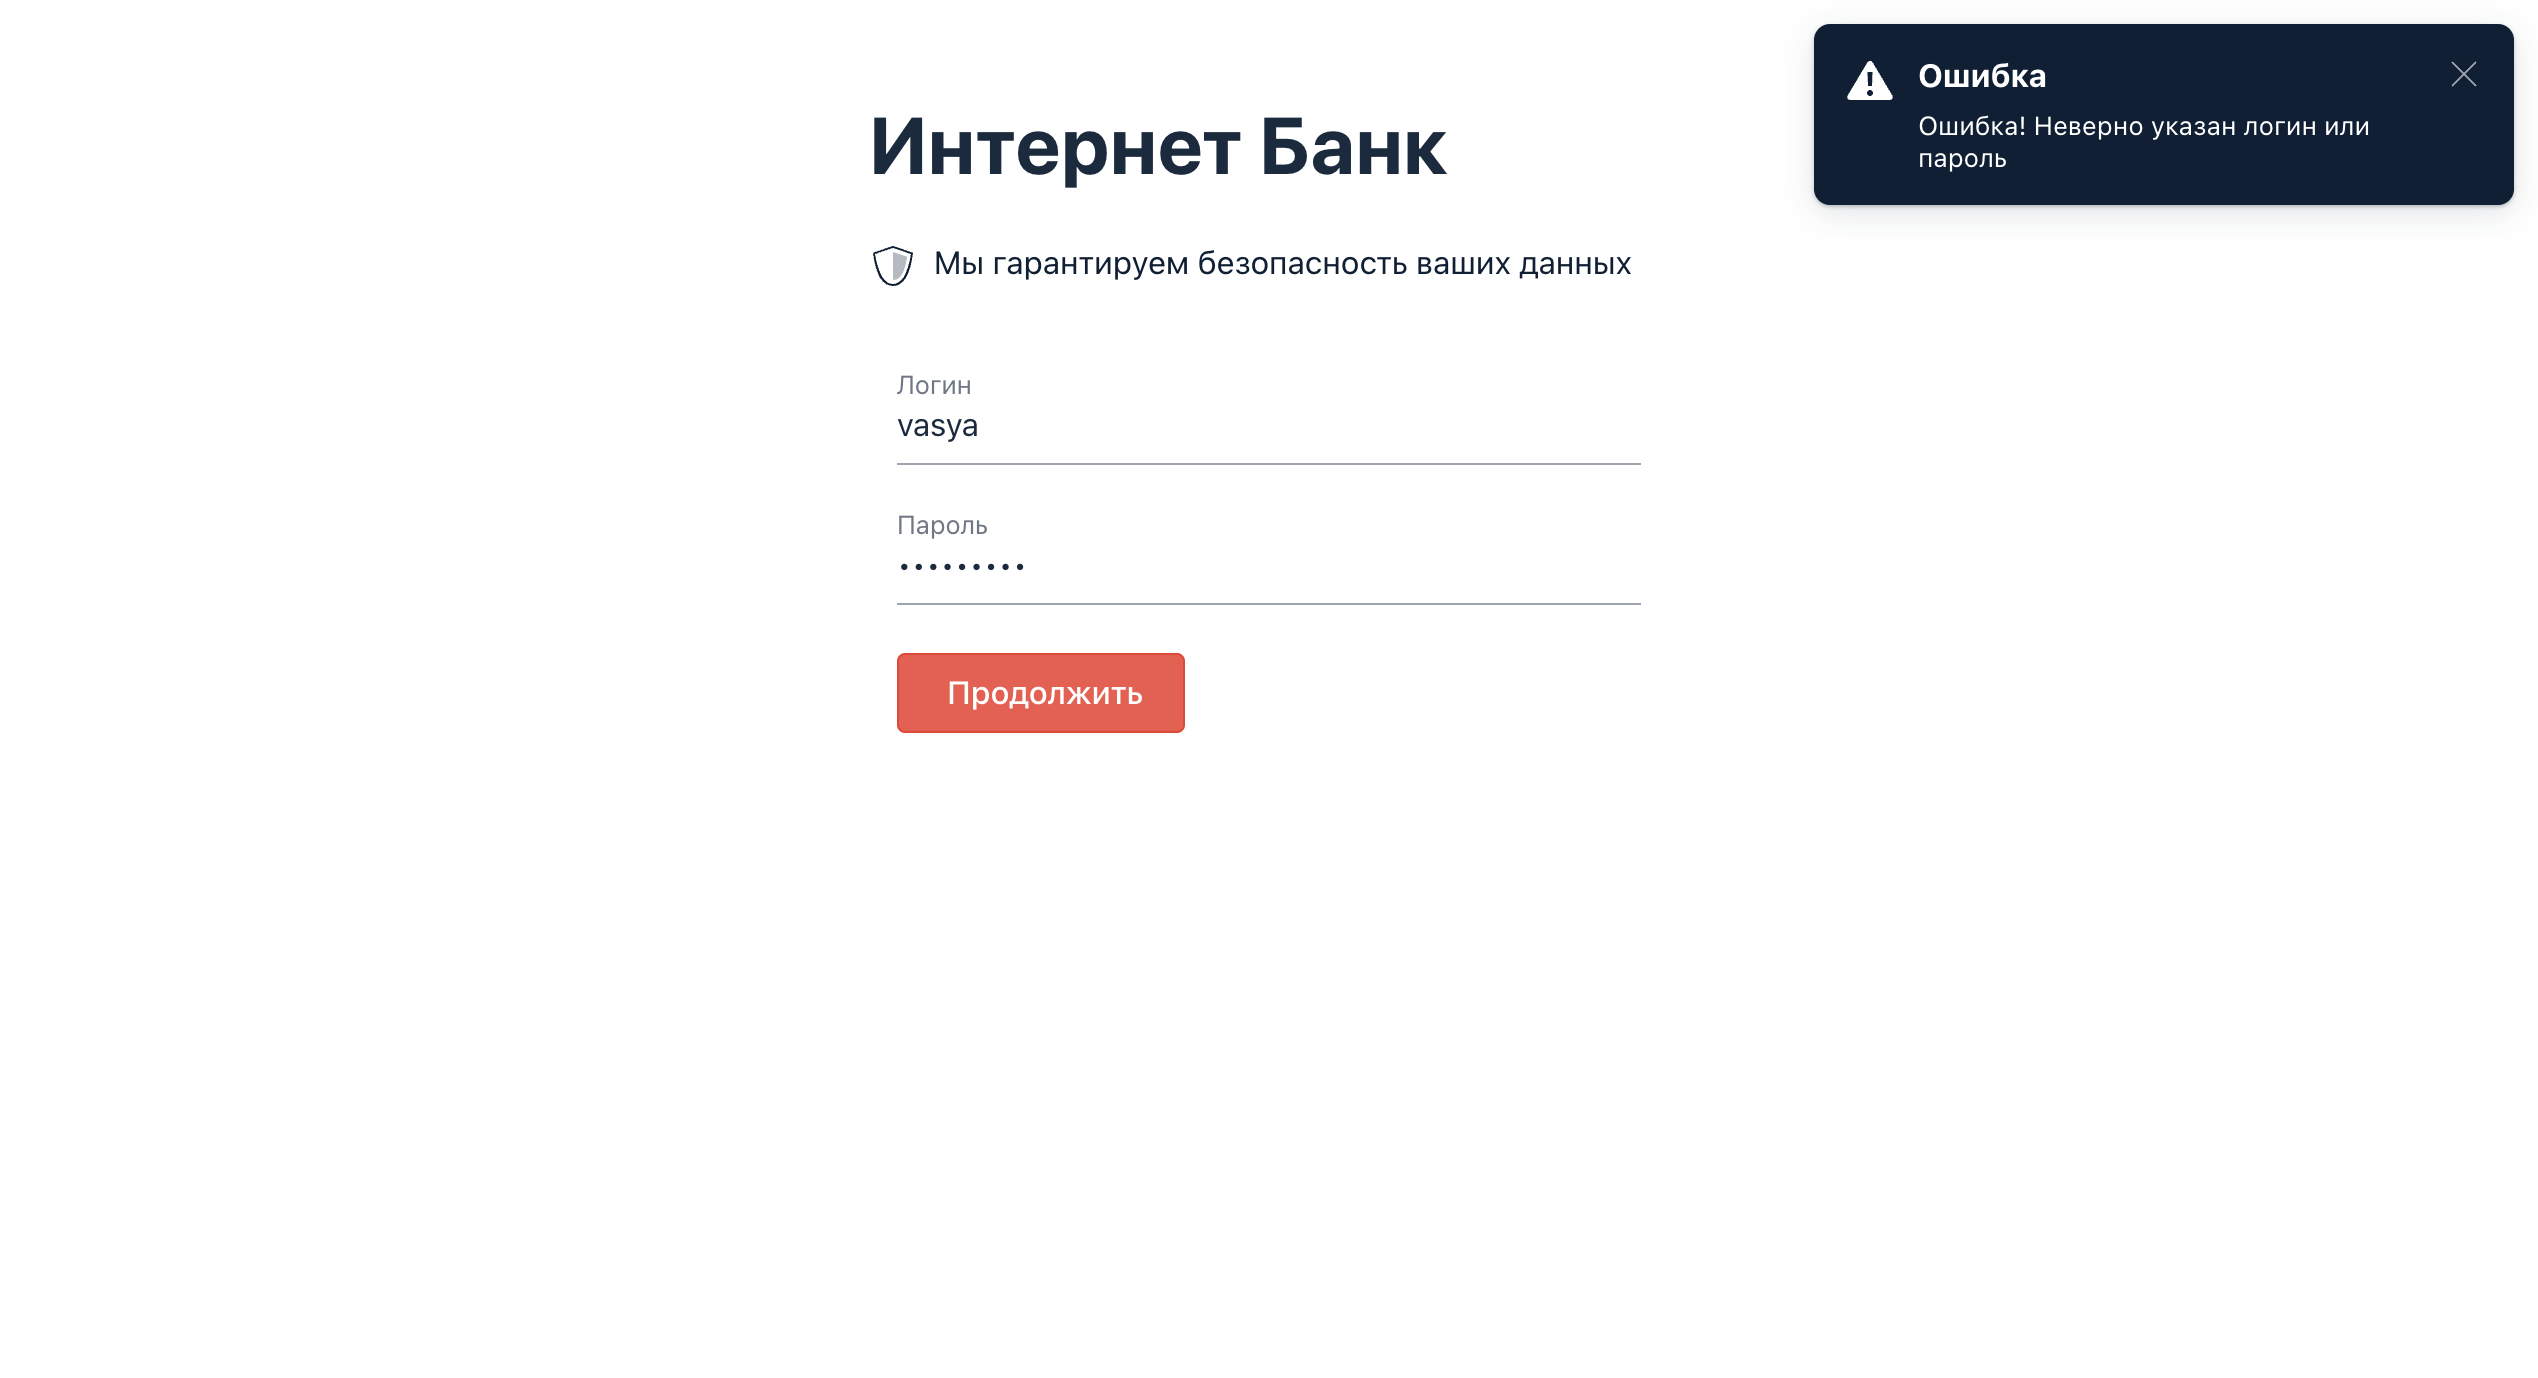 Интернет Банк
Мы гарантируем безопасность ваших данных
Логин
vasya
Пароль
•••••••••
Продолжить
Ошибка
Ошибка! Неверно указан логин или
пароль